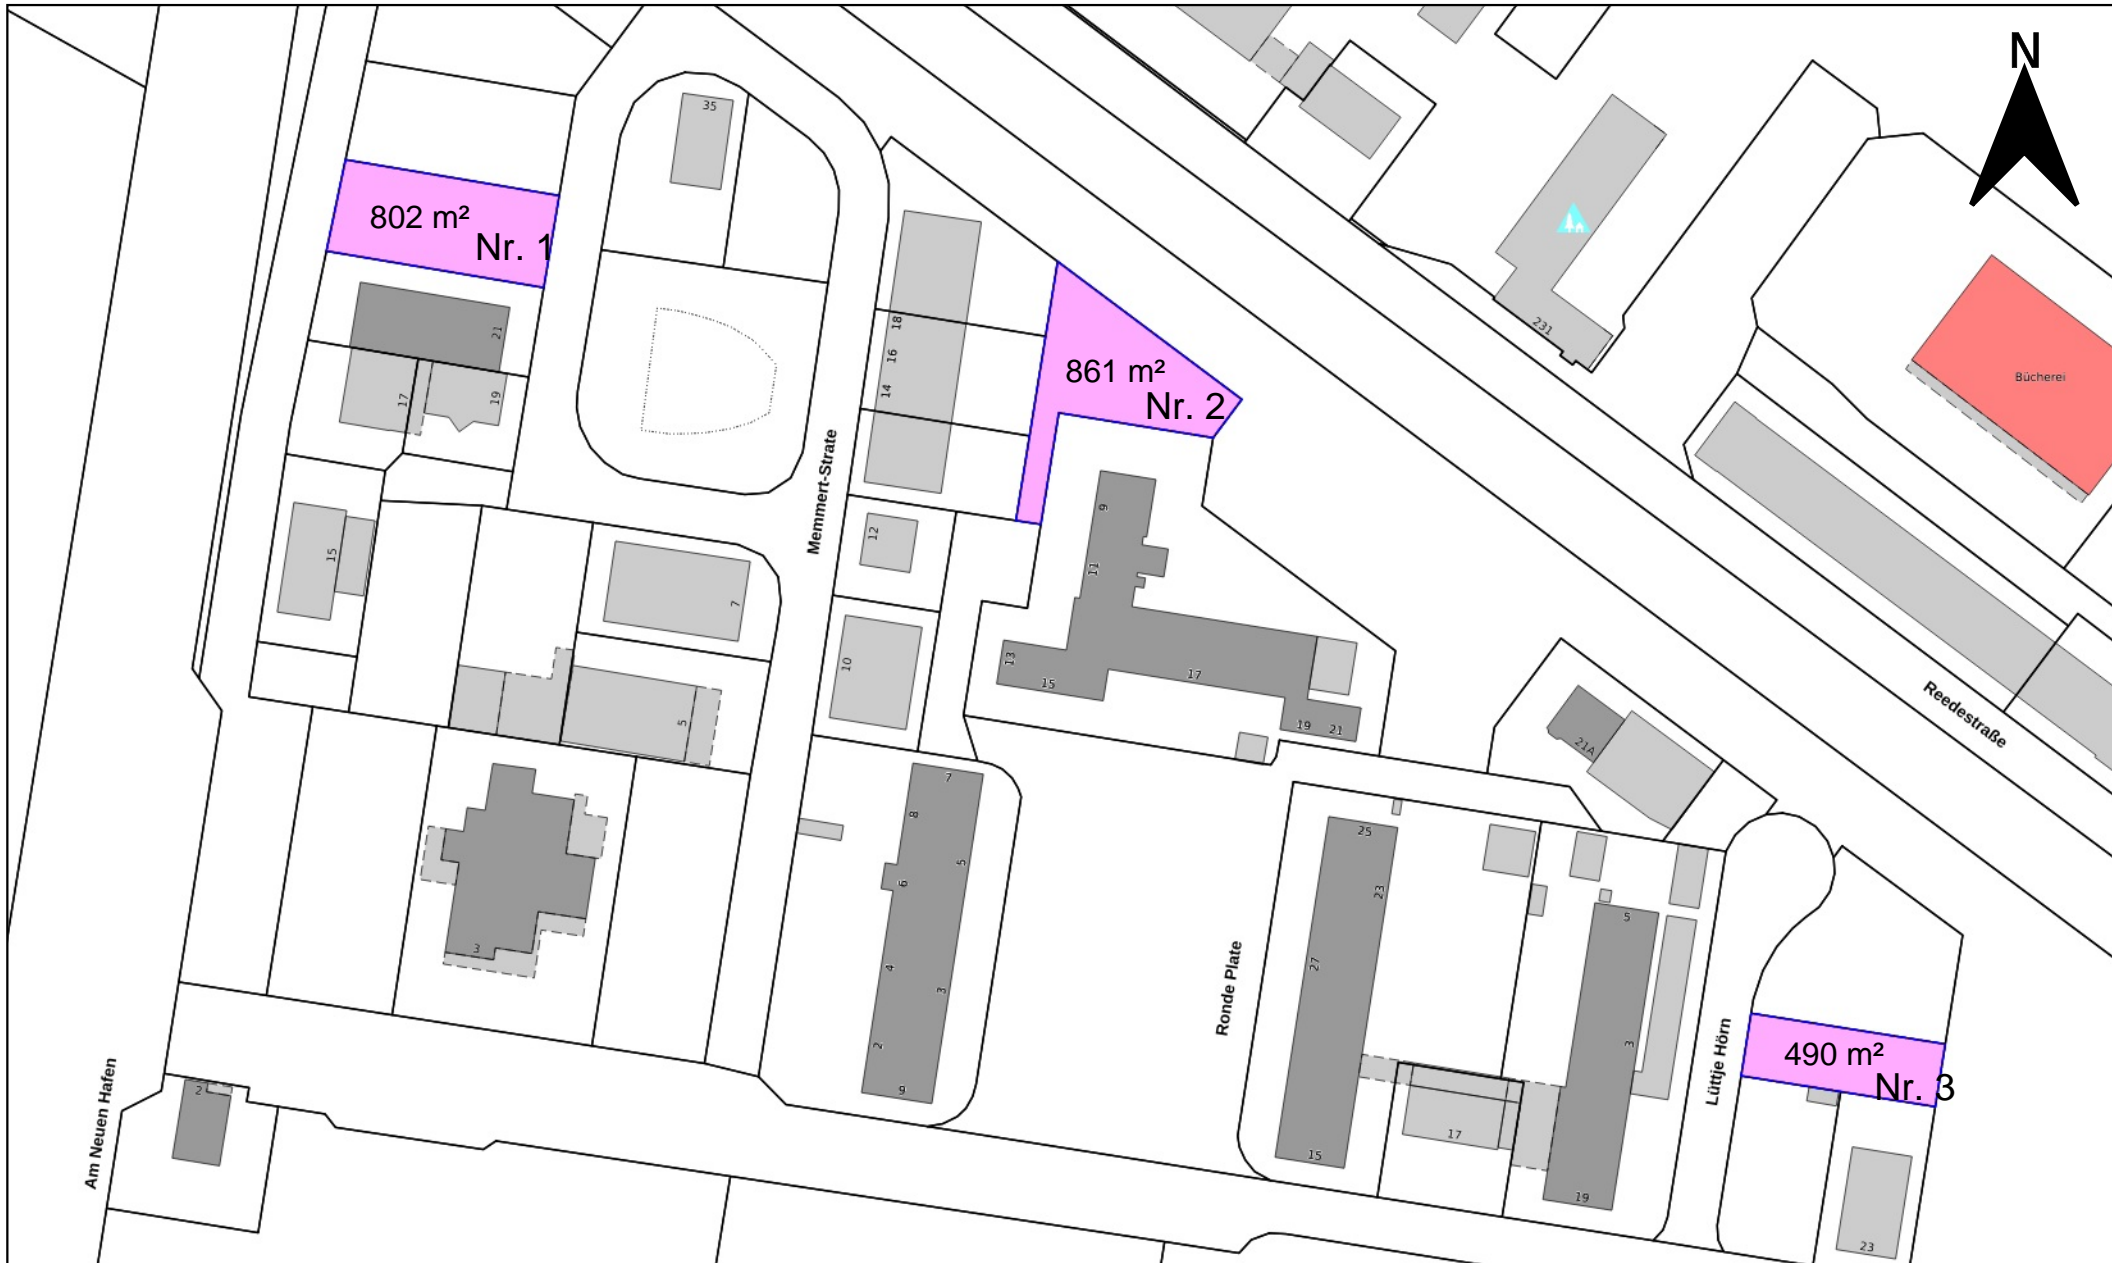 N
35
802 m²
Nr. 1
21
17
19
18
16
14
861 m²
Nr. 2
231
Bücherei
Memmert-Strate
15
7
12
10
5
9
11
13
15
17
19
21
21A
Reedestraße
3
7
8
5
6
4
3
2
9
25
23
27
15
Ronde Plate
17
5
3
19
Lüttje Hörn
490 m²
Nr. 3
23
Am Neuen Hafen
2